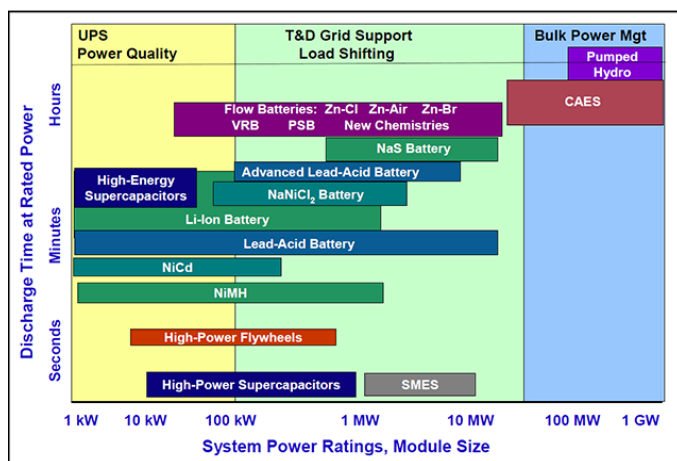 UPS
Power Quality
T&D Grid Support
Load Shifting
Bulk Power Mgt
Pumped
Hydro
CAES
Flow Batteries: Zn-Cl Zn-Air Zn-Br
VRB PSB New Chemistries
NaS Battery
Advanced Lead-Acid Battery
High-Energy
Supercapacitors
NaNiCl₂ Battery
Li-Ion Battery
Lead-Acid Battery
NiCd
NiMH
High-Power Flywheels
High-Power Supercapacitors
SMES
Discharge Time at Rated Power
Hours
Minutes
Seconds
1 kW 10 kW 100 kW 1 MW 10 MW 100 MW 1 GW
System Power Ratings, Module Size